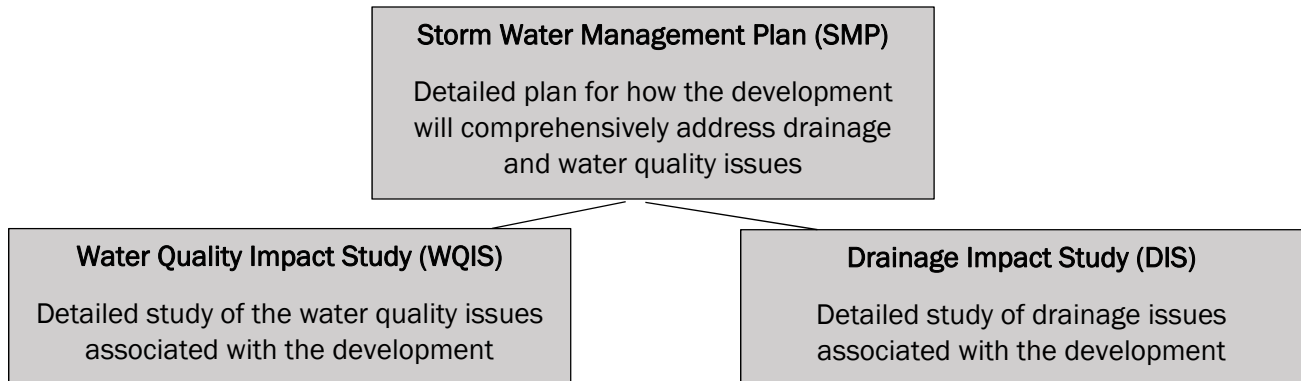 Storm Water Management Plan (SMP)
Detailed plan for how the development
will comprehensively address drainage
and water quality issues
Water Quality Impact Study (WQIS)
Detailed study of the water quality issues
associated with the development
Drainage Impact Study (DIS)
Detailed study of drainage issues
associated with the development